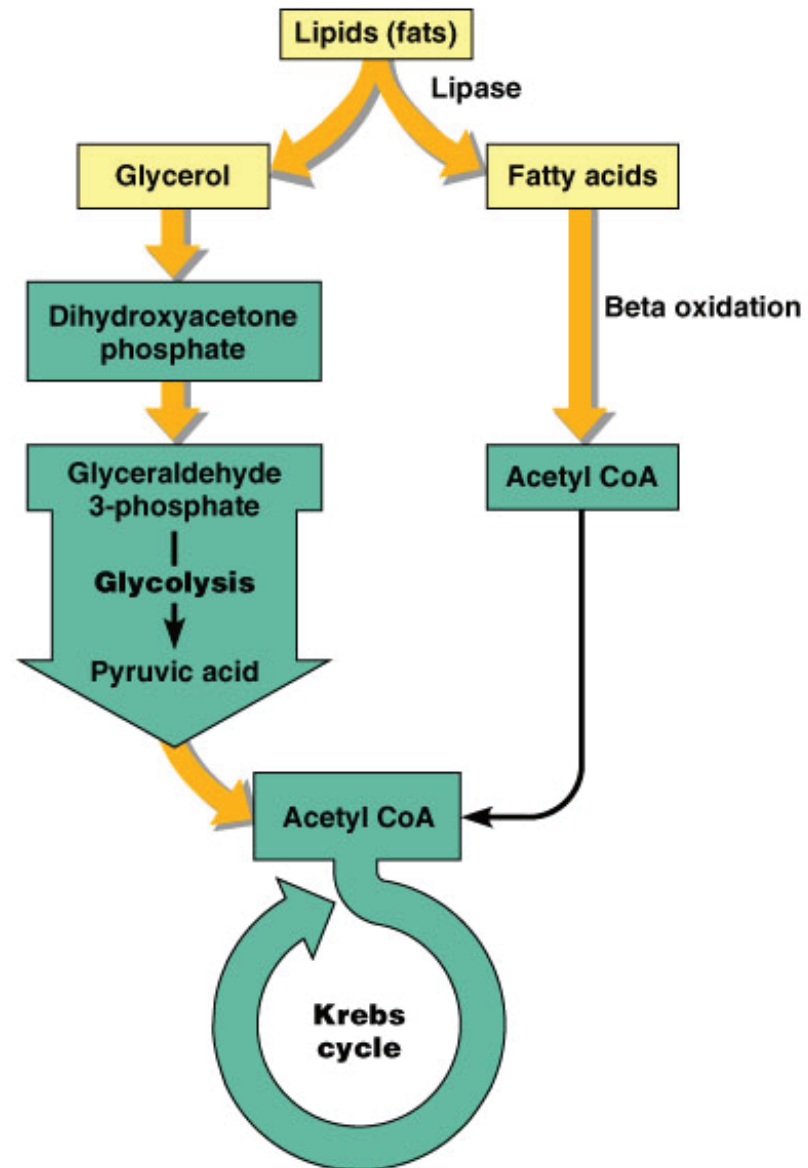 Lipids (fats)
Lipase
Glycerol
Fatty acids
Dihydroxyacetone
phosphate
Beta oxidation
Glyceraldehyde
3-phosphate
Acetyl CoA
Glycolysis
Pyruvic acid
Acetyl CoA
Krebs
cycle